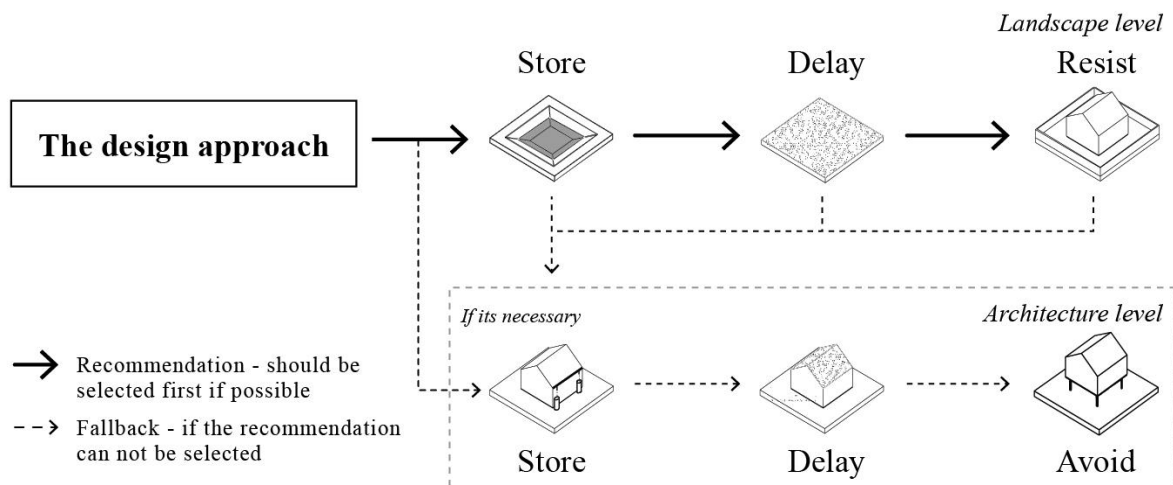 Landscape level
Store
Delay
Resist
The design approach
If its necessary
Architecture level
Recommendation - should be
selected first if possible
Fallback - if the recommendation
can not be selected
Store
Delay
Avoid